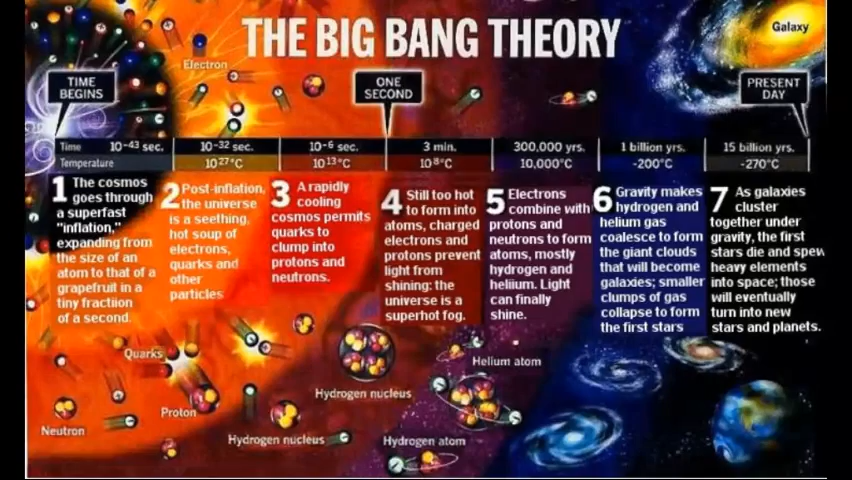 THE BIG BANG THEORY
Galaxy
Electron
TIME
BEGINS
ONE
SECOND
PRESENT
DAY
Time 10-43 sec. 10-32 sec. 10-6 sec. 3 min. 300,000 yrs. 1 billion yrs. 15 billion yrs.
Temperature 10 27°C 10 13°C 10 8°C 10,000°C -200°C -270°C
1 The cosmos
goes through
a superfast
"inflation,"
expanding from
the size of an
atom to that of a
grapefruit in a
tiny fractiion
of a second.
2 Post-inflation,
the universe
is a seething,
hot soup of
electrons,
quarks and
other
particles
3 A rapidly
cooling
cosmos permits
quarks to
clump into
protons and
neutrons.
4 Still too hot
to form into
atoms, charged
electrons and
protons prevent
light from
shining: the
universe is a
superhot fog.
5 Electrons
combine with
protons and
neutrons to form
atoms, mostly
hydrogen and
heliium. Light
can finally
shine.
6 Gravity makes
hydrogen and
helium gas
coalesce to form
the giant clouds
that will become
galaxies; smaller
clumps of gas
collapse to form
the first stars
7 As galaxies
cluster
together under
gravity, the first
stars die and spew
heavy elements
into space; those
will eventually
turn into new
stars and planets.
Quarks
Helium atom
Hydrogen nucleus
Proton
Neutron
Hydrogen nucleus
Hydrogen atom